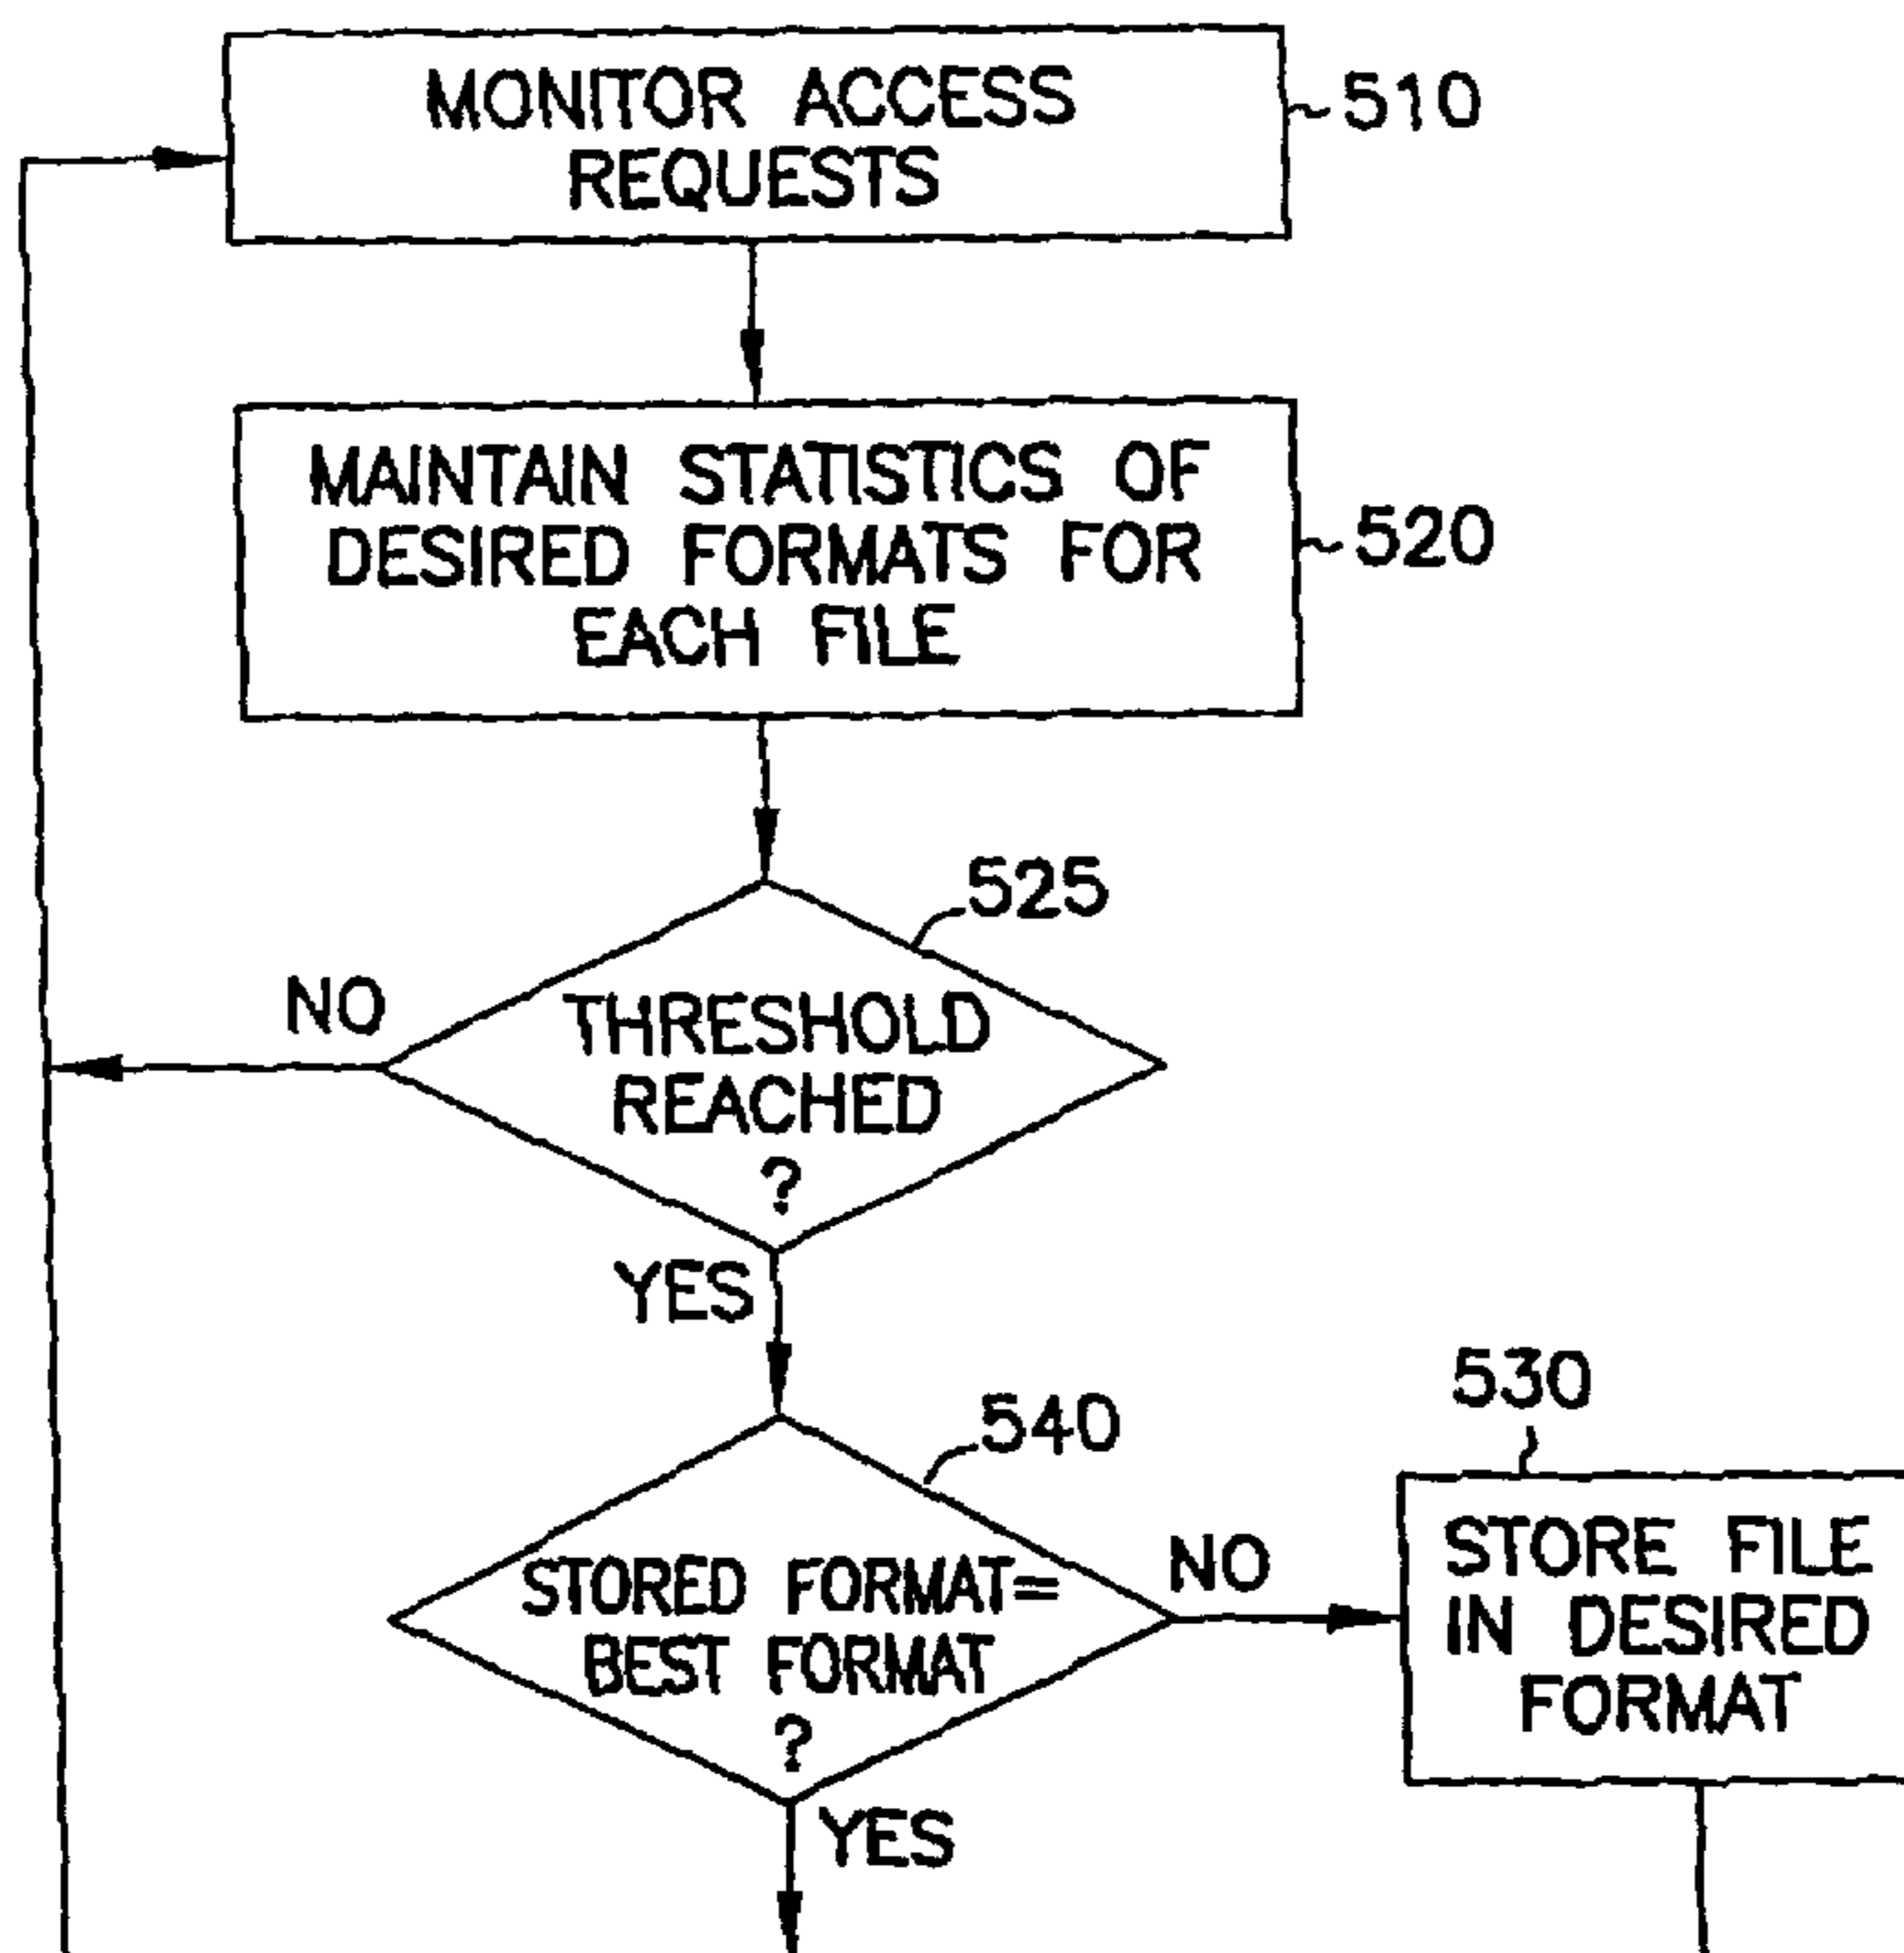 MONITOR ACCESS
REQUESTS
510
MAINTAIN STATISTICS OF
DESIRED FORMATS FOR
EACH FILE
520
525
NO
THRESHOLD
REACHED
?
YES
540
530
STORED FORMAT=
BEST FORMAT
?
NO
STORE FILE
IN DESIRED
FORMAT
YES